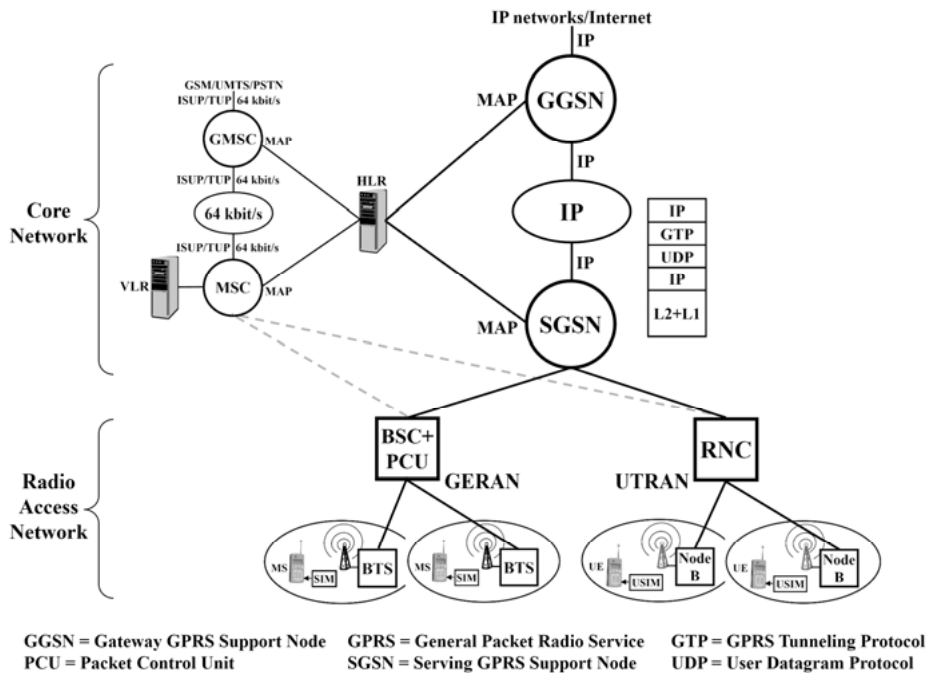 IP networks/Internet
IP
GSM/UMTS/PSTN
ISUP/TUP 64 kbit/s
MAP
GGSN
GMSC
MAP
IP
HLR
ISUP/TUP 64 kbit/s
Core
Network
64 kbit/s
IP
IP
GTP
UDP
IP
L2+L1
ISUP/TUP 64 kbit/s
IP
VLR
MSC
MAP
MAP
SGSN
BSC+
PCU
RNC
GERAN
UTRAN
Radio
Access
Network
MS
SIM
BTS
MS
SIM
BTS
UE
USIM
Node
B
UE
USIM
Node
B
GGSN = Gateway GPRS Support Node
GPRS = General Packet Radio Service
GTP = GPRS Tunneling Protocol
PCU = Packet Control Unit
SGSN = Serving GPRS Support Node
UDP = User Datagram Protocol